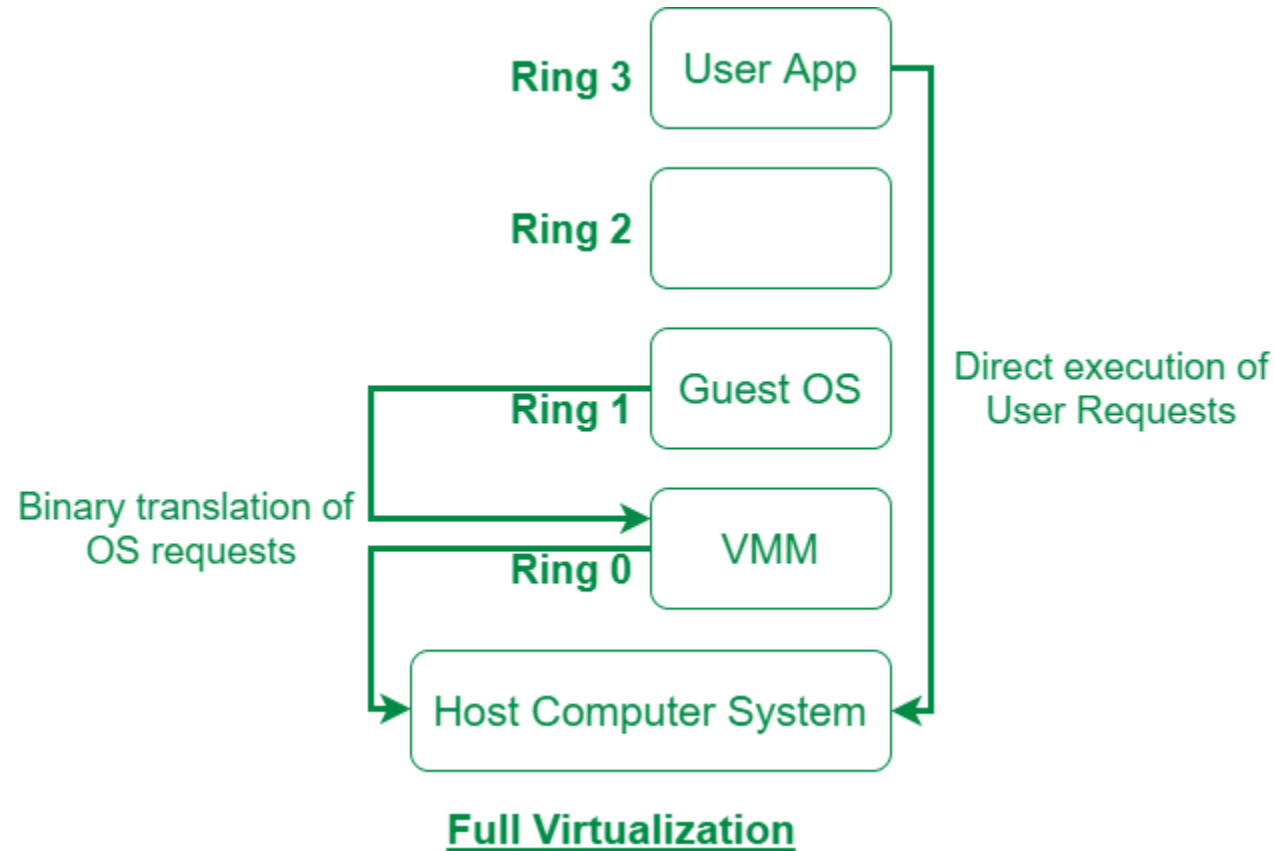 Ring 3
User App
Ring 2
Direct execution of
User Requests
Guest OS
Ring 1
Binary translation of
OS requests
VMM
Ring 0
Host Computer System
Full Virtualization